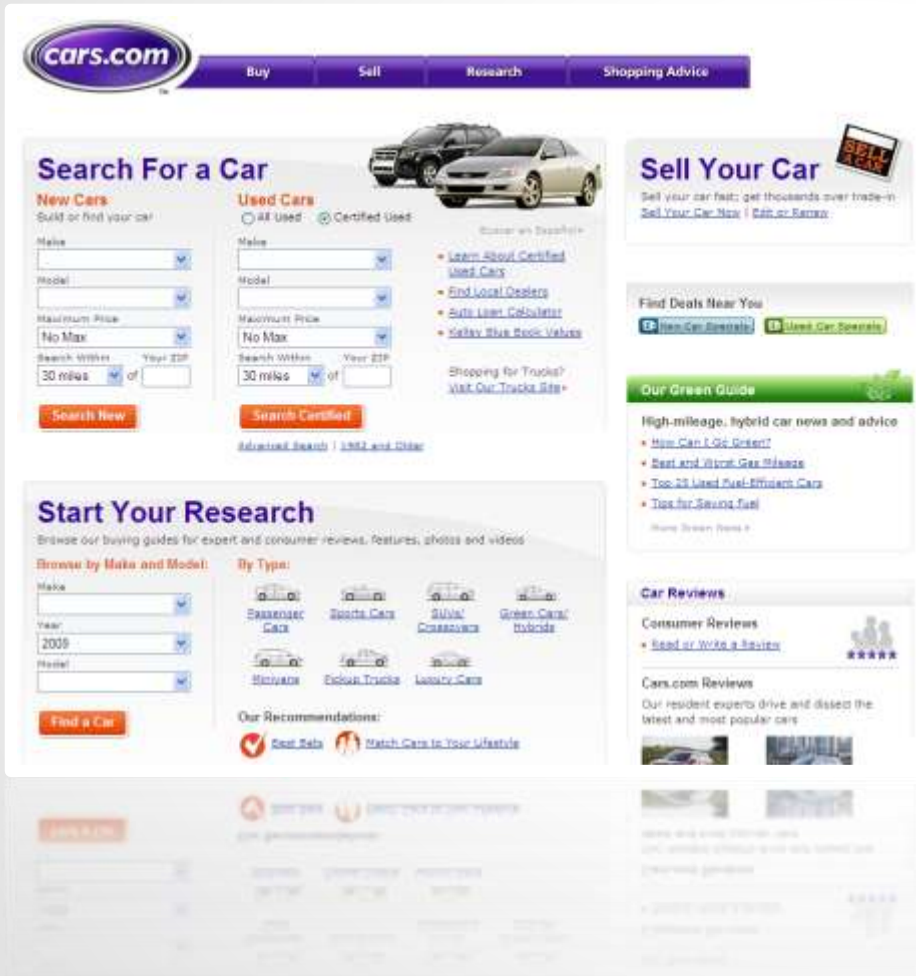 cars.com
TM
Buy Sell Research Shopping Advice
Search For a Car
New Cars
Build or find your car
Make
Model
Maximum Price
No Max
Search Within Your ZIP
30 miles of
Search New
Used Cars
All Used Certified Used
Make
Model
Maximum Price
No Max
Search Within Your ZIP
30 miles of
Search Certified
Advanced Search | 1982 and Older
Buscar en Español
Learn About Certified
Used Cars
Find Local Dealers
Auto Loan Calculator
Kelley Blue Book Values
Shopping for Trucks?
Visit Our Trucks Site
Start Your Research
Browse our buying guides for expert and consumer reviews, features, photos and videos
Browse by Make and Model:
Make
Year
2009
Model
Find a Car
By Type:
Passenger
Cars
Sports Cars
SUVs/
Crossovers
Green Cars/
Hybrids
Minivans Pickup Trucks Luxury Cars
Our Recommendations:
Best Bets Match Cars to Your Lifestyle
SELL
A CAR
Sell Your Car
Sell your car fast; get thousands over trade-in
Sell Your Car Now | Edit or Renew
Find Deals Near You
New Car Specials Used Car Specials
Our Green Guide
High-mileage, hybrid car news and advice
How Can I Go Green?
Best and Worst Gas Mileage
Top 25 Used Fuel-Efficient Cars
Tips for Saving Fuel
More Green News
Car Reviews
Consumer Reviews
Read or Write a Review
Cars.com Reviews
Our resident experts drive and dissect the
latest and most popular cars